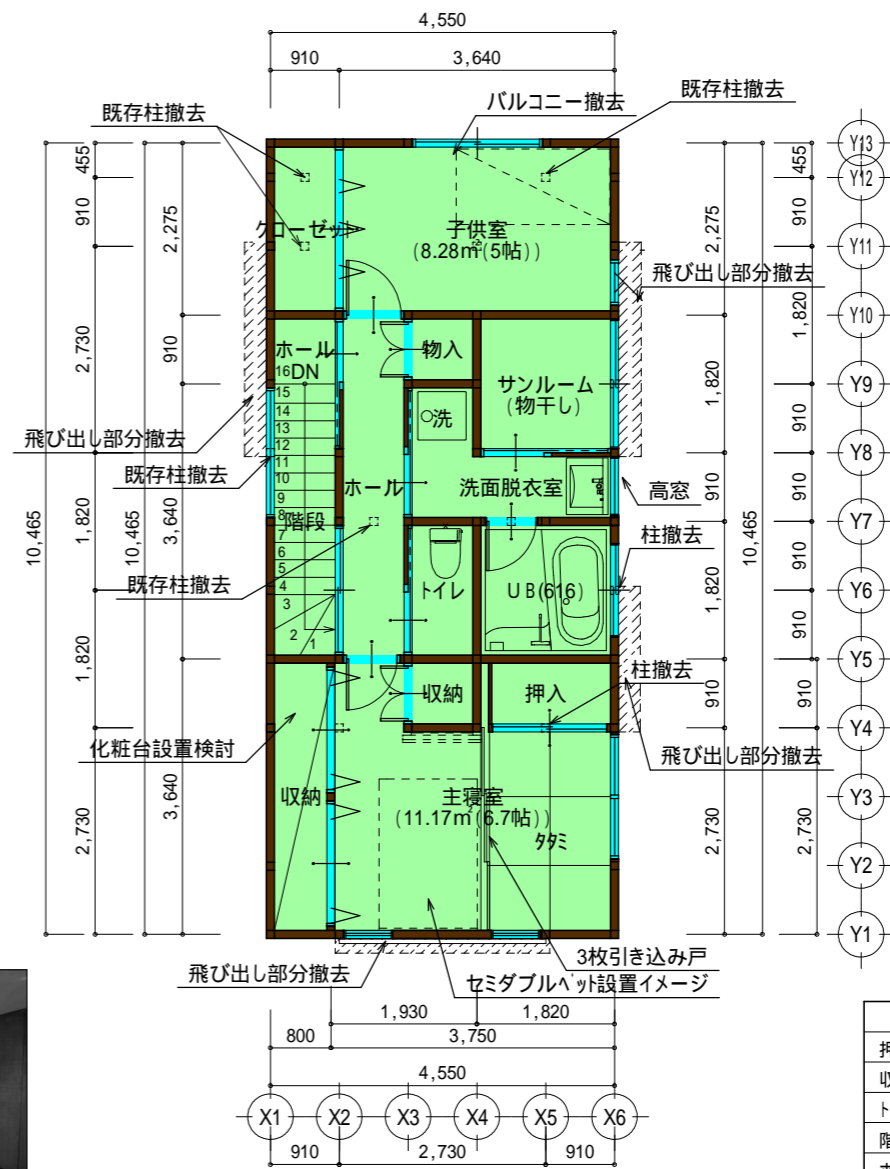 4,550
910
3,640
既存柱撤去
バルコニー撤去
既存柱撤去
Y13
455
455
Y12
910
2,275
910
2,275
クローゼット
子供室
(8.28㎡(5帖))
Y11
飛び出し部分撤去
1,820
Y10
2,730
910
ホール
物入
1,820
サンルーム
(物干し)
16
DN
Y9
15
14
洗
910
13
飛び出し部分撤去
12
Y8
11
既存柱撤去
10
ホール
洗面脱衣室
高窓
910
910
9
10,465
10,465
1,820
3,640
8
階段
Y7
10,465
7
柱撤去
6
910
5
既存柱撤去
4
トイレ
UB(616)
1,820
Y6
3
2
1
910
1,820
Y5
収納
押入
柱撤去
910
910
Y4
化粧台設置検討
飛び出し部分撤去
3,640
収納
主寝室
(11.17㎡(6.7帖))
Y3
2,730
タタミ
2,730
2,730
Y2
Y1
3枚引き込み戸
飛び出し部分撤去
セミダブルベット設置イメージ
1,930
1,820
800
3,750
押
4,550
収
ト
X1
X2
X3
X4
X5
X6
階
910
2,730
910